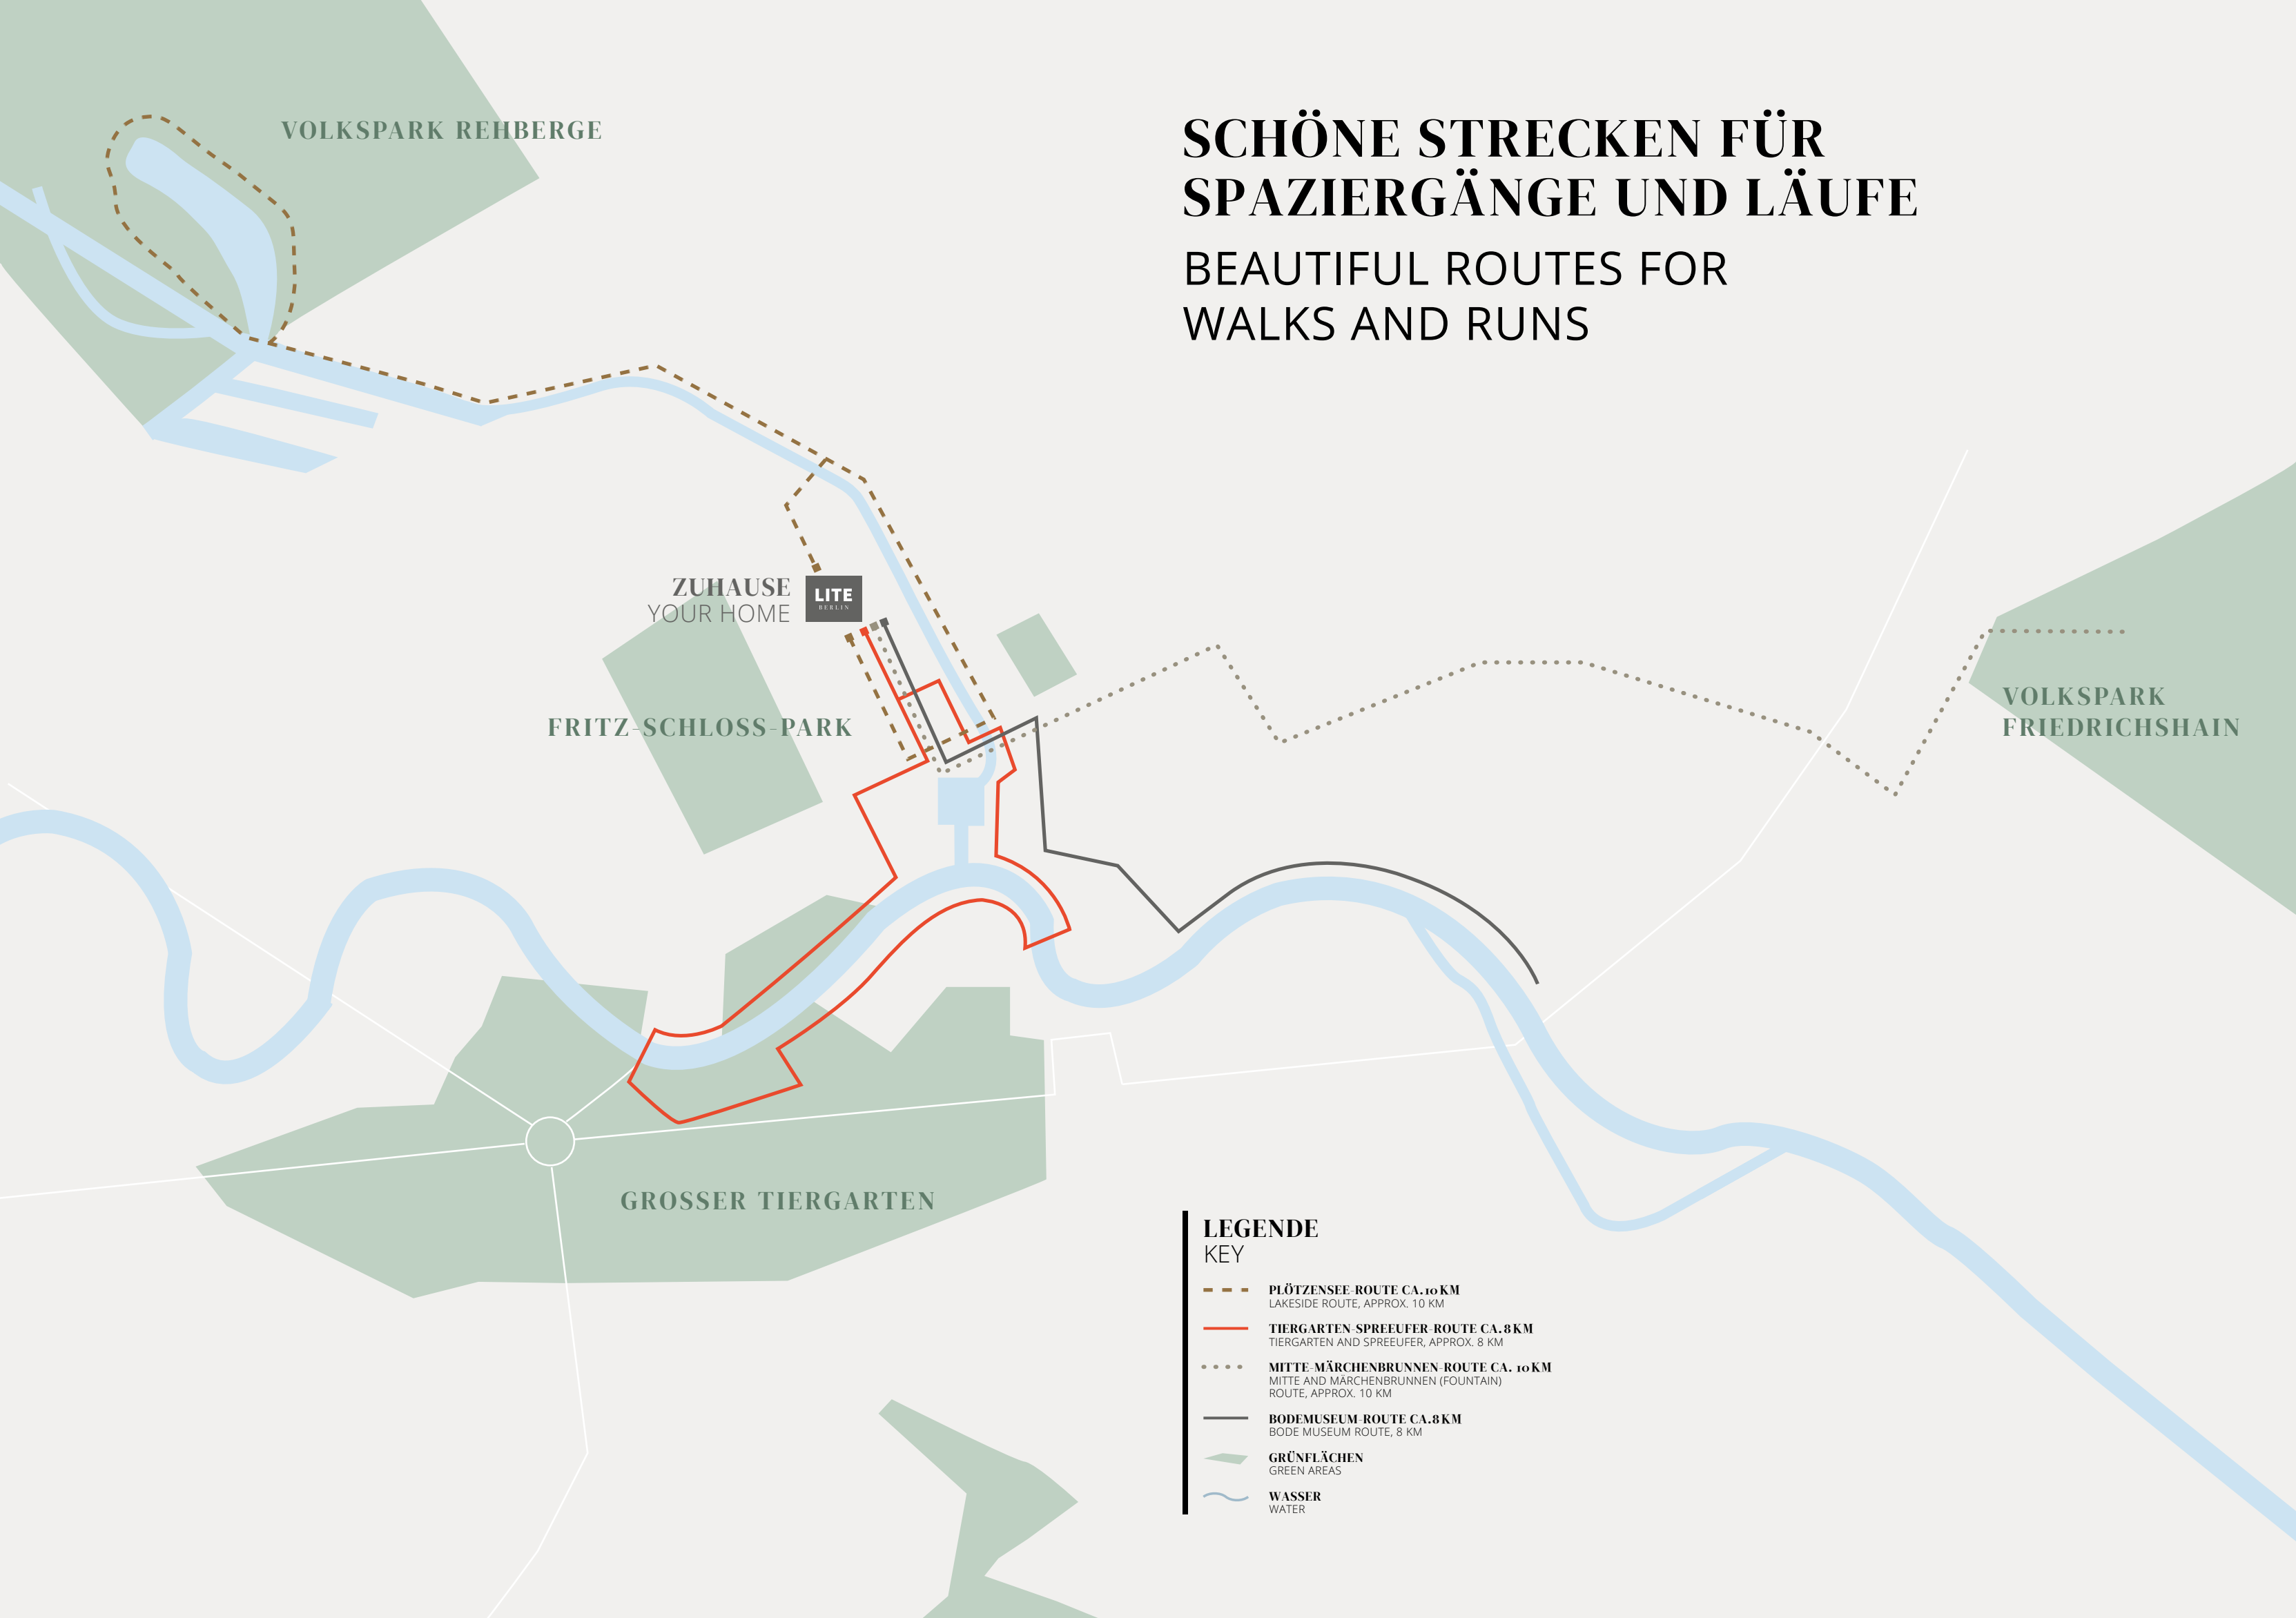 SCHÖNE STRECKEN FÜR
SPAZIERGÄNGE UND LÄUFE
BEAUTIFUL ROUTES FOR
WALKS AND RUNS
VOLKSPARK REHBERGE
ZUHAUSE
YOUR HOME
LITE
BERLIN
FRITZ-SCHLOSS-PARK
VOLKSPARK
FRIEDRICHSHAIN
GROSSER TIERGARTEN
LEGENDE
KEY
PLÖTZENSEE-ROUTE CA. 10 KM
LAKESIDE ROUTE, APPROX. 10 KM
TIERGARTEN-SPREEUFER-ROUTE CA. 8 KM
TIERGARTEN AND SPREEUFER, APPROX. 8 KM
MITTE-MÄRCHENBRUNNEN-ROUTE CA. 10 KM
MITTE AND MÄRCHENBRUNNEN (FOUNTAIN)
ROUTE, APPROX. 10 KM
BODEMUSEUM-ROUTE CA. 8 KM
BODE MUSEUM ROUTE, 8 KM
GRÜNFLÄCHEN
GREEN AREAS
WASSER
WATER